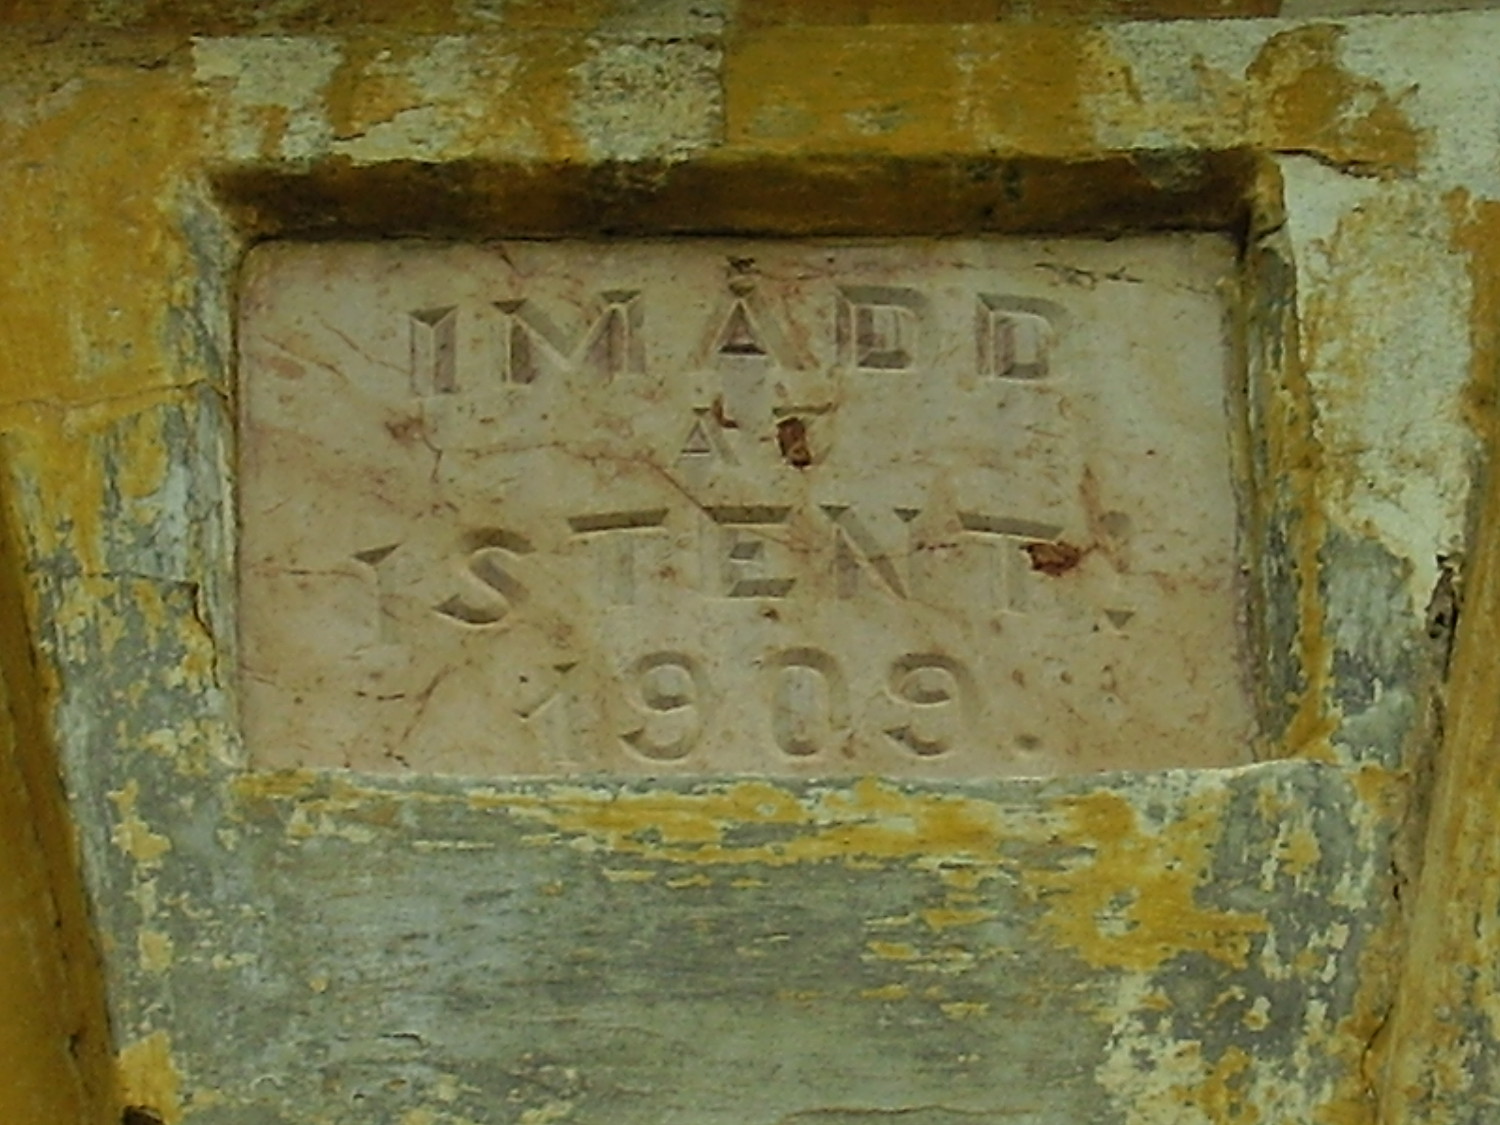 IMÁDD
AZ
ISTENT!
1909.